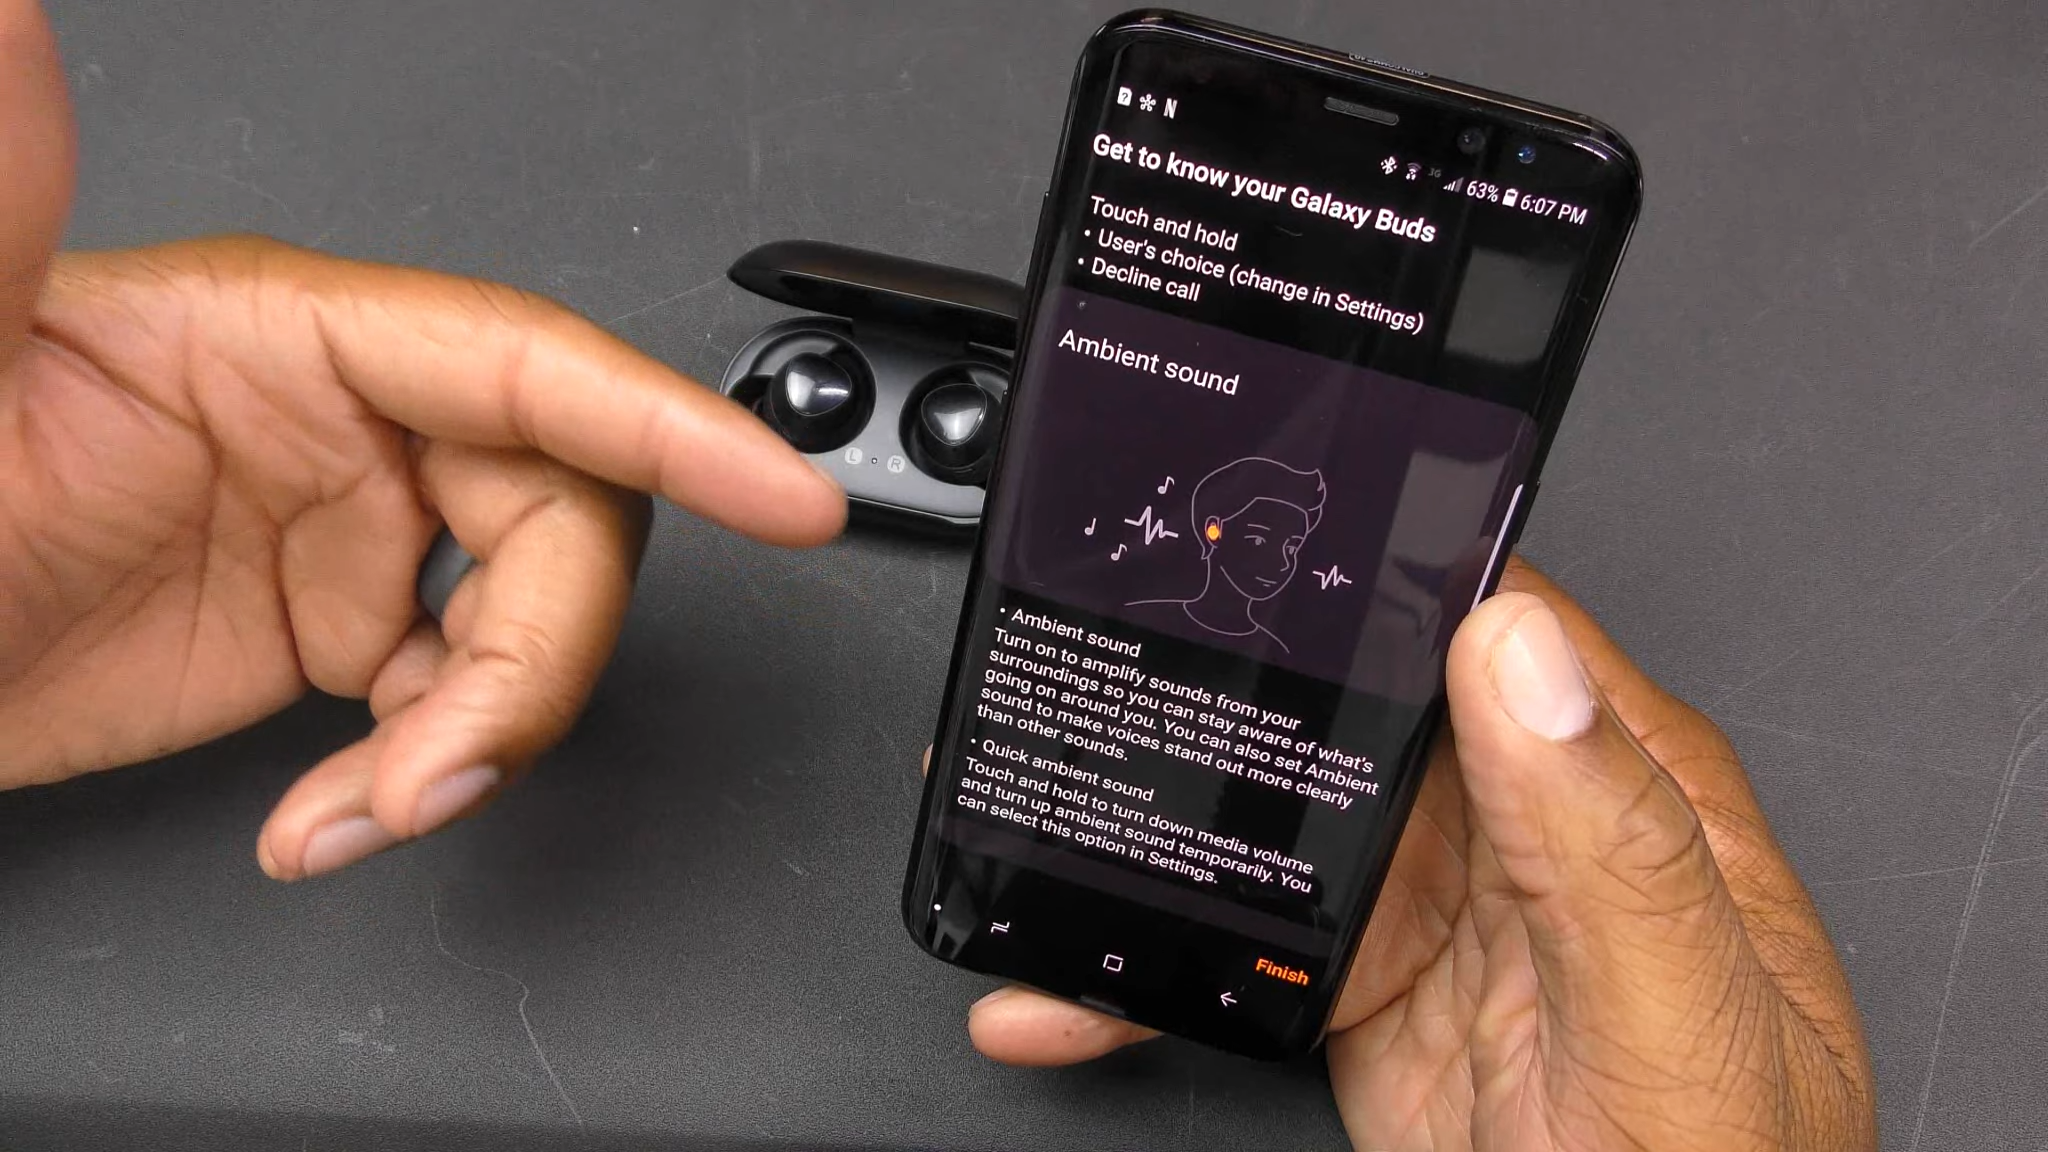 N
3G 63% 6:07 PM
Get to know your Galaxy Buds
Touch and hold
• User's choice (change in Settings)
• Decline call
Ambient sound
• Ambient sound
Turn on to amplify sounds from your
surroundings so you can stay aware of what's
going on around you. You can also set Ambient
sound to make voices stand out more clearly
than other sounds.
• Quick ambient sound
Touch and hold to turn down media volume
and turn up ambient sound temporarily. You
can select this option in Settings.
Finish
L R